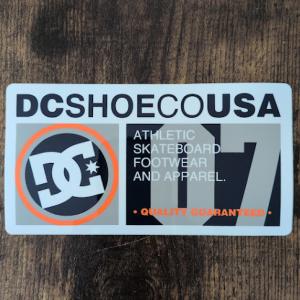 DCSHOECOUSA
DC
ATHLETIC
SKATEBOARD
FOOTWEAR
AND APPAREL.
07
• QUALITY GUARANTEED •